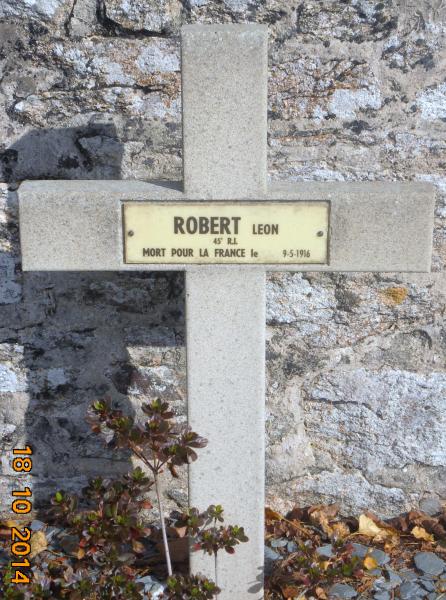 ROBERT LEON
45e R.I.
MORT POUR LA FRANCE le 9-5-1916
18 10 2014